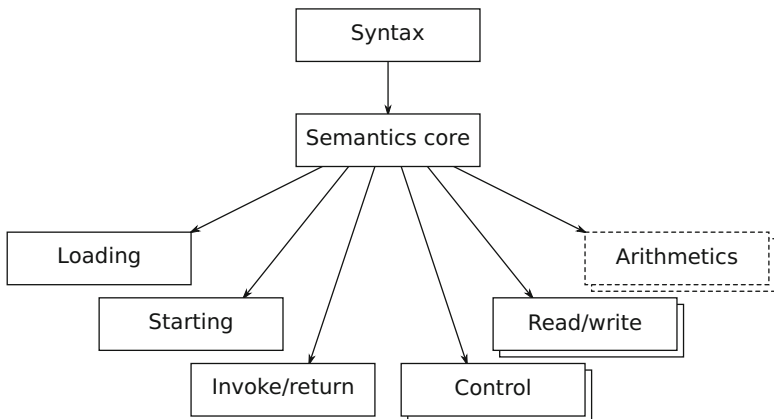 Syntax
Semantics core
Loading
Arithmetics
Starting
Read/write
Invoke/return
Control